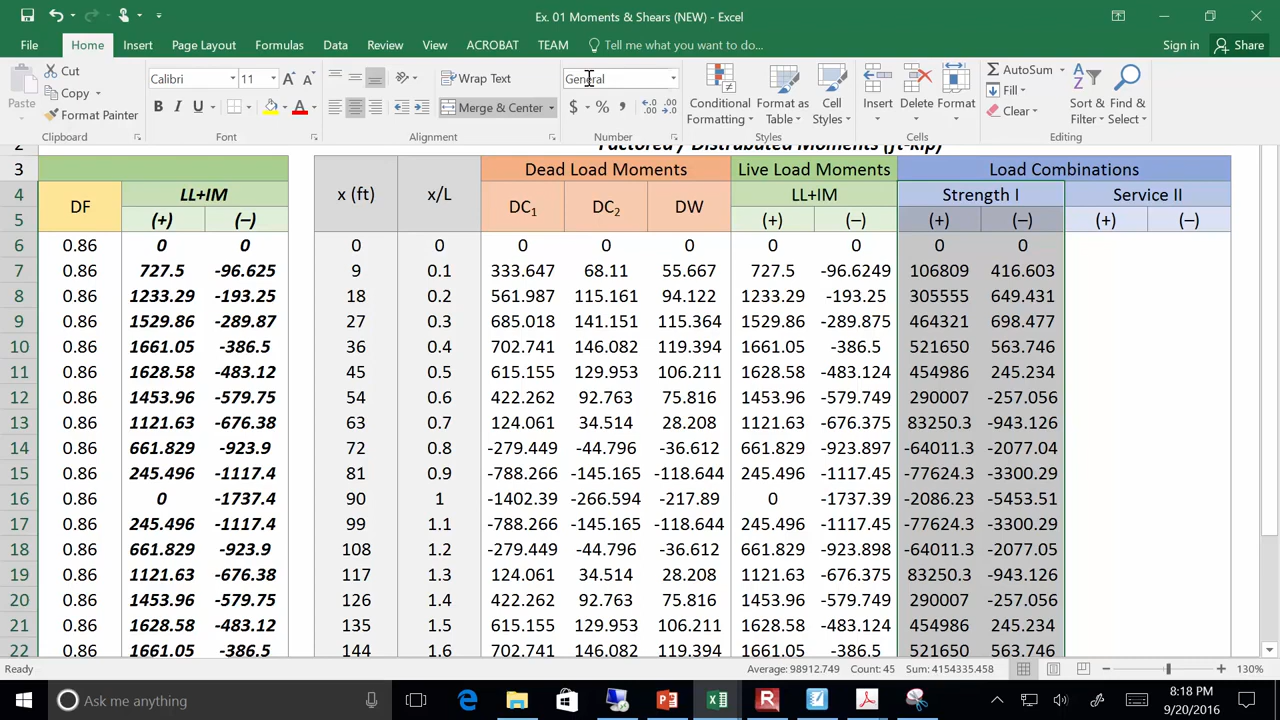 Ex. 01 Moments & Shears (NEW) - Excel
File Home Insert Page Layout Formulas Data Review View ACROBAT TEAM Tell me what you want to do... Sign in Share
Paste Cut Copy Format Painter Clipboard
Calibri 11 B I U A Font
Wrap Text Merge & Center Alignment
General $ % , Number
Conditional Formatting Format as Table Cell Styles Styles
Insert Delete Format Cells
AutoSum Fill Clear Sort & Filter Find & Select Editing
2 Factored / Distributed Moments (ft-kip)
3 Dead Load Moments Live Load Moments Load Combinations
4 DF LL+IM x (ft) x/L DC1 DC2 DW LL+IM Strength I Service II
5 (+) (–) (+) (–) (+) (–) (+) (–)
6 0.86 0 0 0 0 0 0 0 0 0 0 0
7 0.86 727.5 -96.625 9 0.1 333.647 68.11 55.667 727.5 -96.6249 106809 416.603
8 0.86 1233.29 -193.25 18 0.2 561.987 115.161 94.122 1233.29 -193.25 305555 649.431
9 0.86 1529.86 -289.87 27 0.3 685.018 141.151 115.364 1529.86 -289.875 464321 698.477
10 0.86 1661.05 -386.5 36 0.4 702.741 146.082 119.394 1661.05 -386.5 521650 563.746
11 0.86 1628.58 -483.12 45 0.5 615.155 129.953 106.211 1628.58 -483.124 454986 245.234
12 0.86 1453.96 -579.75 54 0.6 422.262 92.763 75.816 1453.96 -579.749 290007 -257.056
13 0.86 1121.63 -676.38 63 0.7 124.061 34.514 28.208 1121.63 -676.375 83250.3 -943.126
14 0.86 661.829 -923.9 72 0.8 -279.449 -44.796 -36.612 661.829 -923.897 -64011.3 -2077.04
15 0.86 245.496 -1117.4 81 0.9 -788.266 -145.165 -118.644 245.496 -1117.45 -77624.3 -3300.29
16 0.86 0 -1737.4 90 1 -1402.39 -266.594 -217.89 0 -1737.39 -2086.23 -5453.51
17 0.86 245.496 -1117.4 99 1.1 -788.266 -145.165 -118.644 245.496 -1117.45 -77624.3 -3300.29
18 0.86 661.829 -923.9 108 1.2 -279.449 -44.796 -36.612 661.829 -923.898 -64011.3 -2077.05
19 0.86 1121.63 -676.38 117 1.3 124.061 34.514 28.208 1121.63 -676.375 83250.3 -943.126
20 0.86 1453.96 -579.75 126 1.4 422.262 92.763 75.816 1453.96 -579.75 290007 -257.056
21 0.86 1628.58 -483.12 135 1.5 615.155 129.953 106.211 1628.58 -483.125 454986 245.234
22 0.86 1661.05 -386.5 144 1.6 702.741 146.082 119.394 1661.05 -386.5 521650 563.746
Ready Average: 98912.749 Count: 45 Sum: 4154335.458 130%
Ask me anything 8:18 PM
9/20/2016